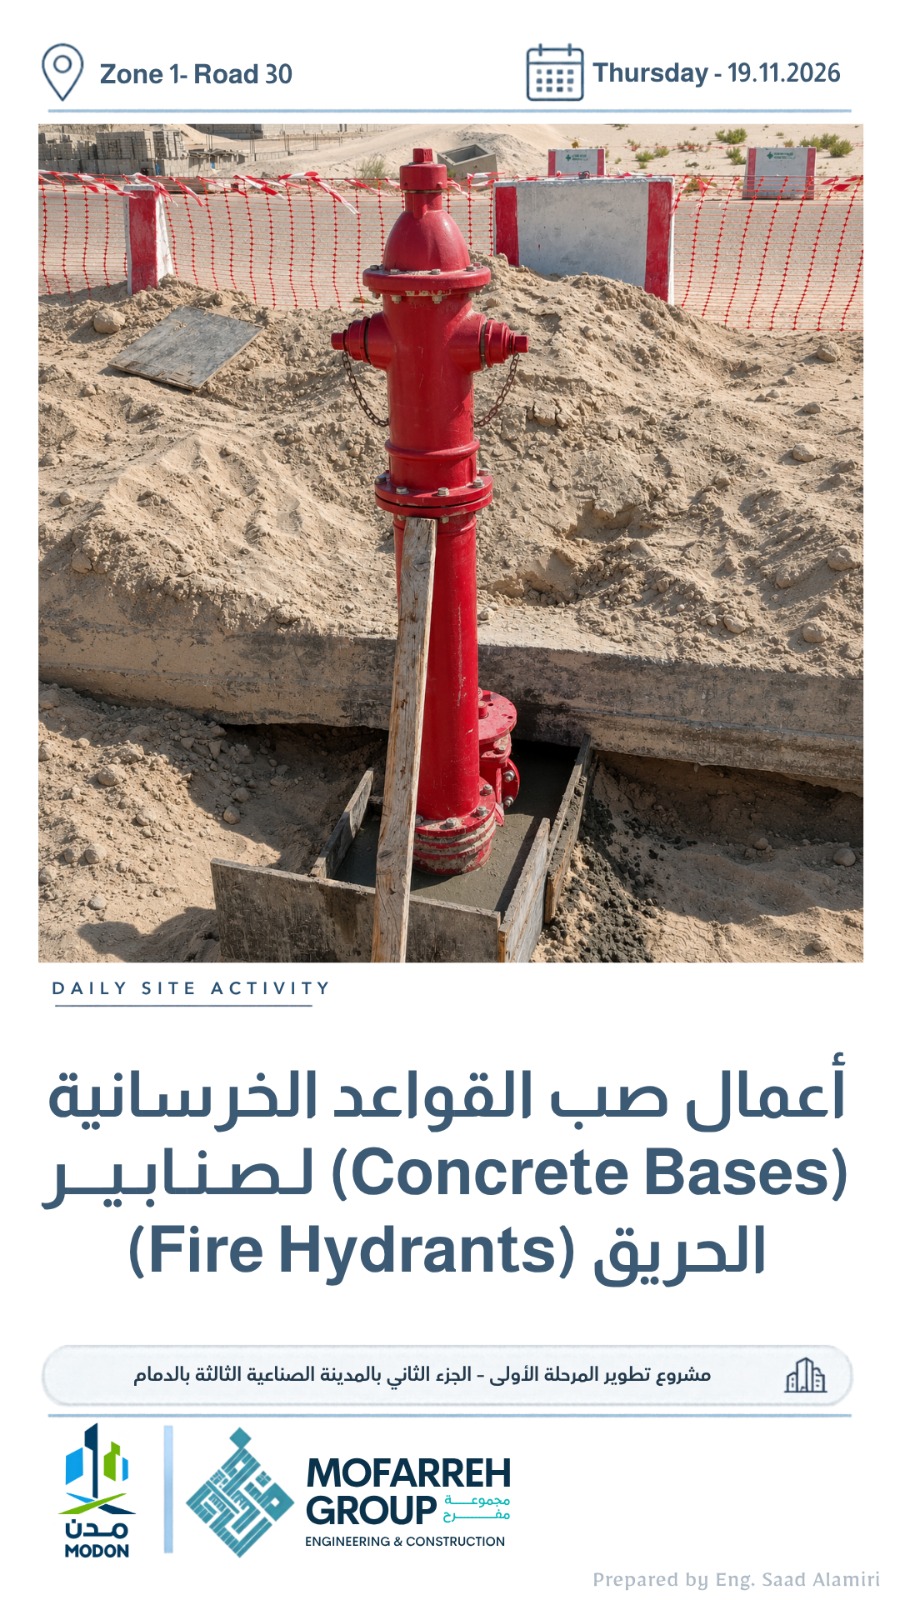 Zone 1- Road 30
Thursday - 19.11.2026
DAILY SITE ACTIVITY
أعمال صب القواعد الخرسانية
(Concrete Bases) لصنابيـر
الحريق (Fire Hydrants)
مشروع تطوير المرحلة الأولى - الجزء الثاني بالمدينة الصناعية الثالثة بالدمام
مدن
MODON
MOFARREH
GROUP
مجموعة
مفرح
ENGINEERING & CONSTRUCTION
Prepared by Eng. Saad Alamiri